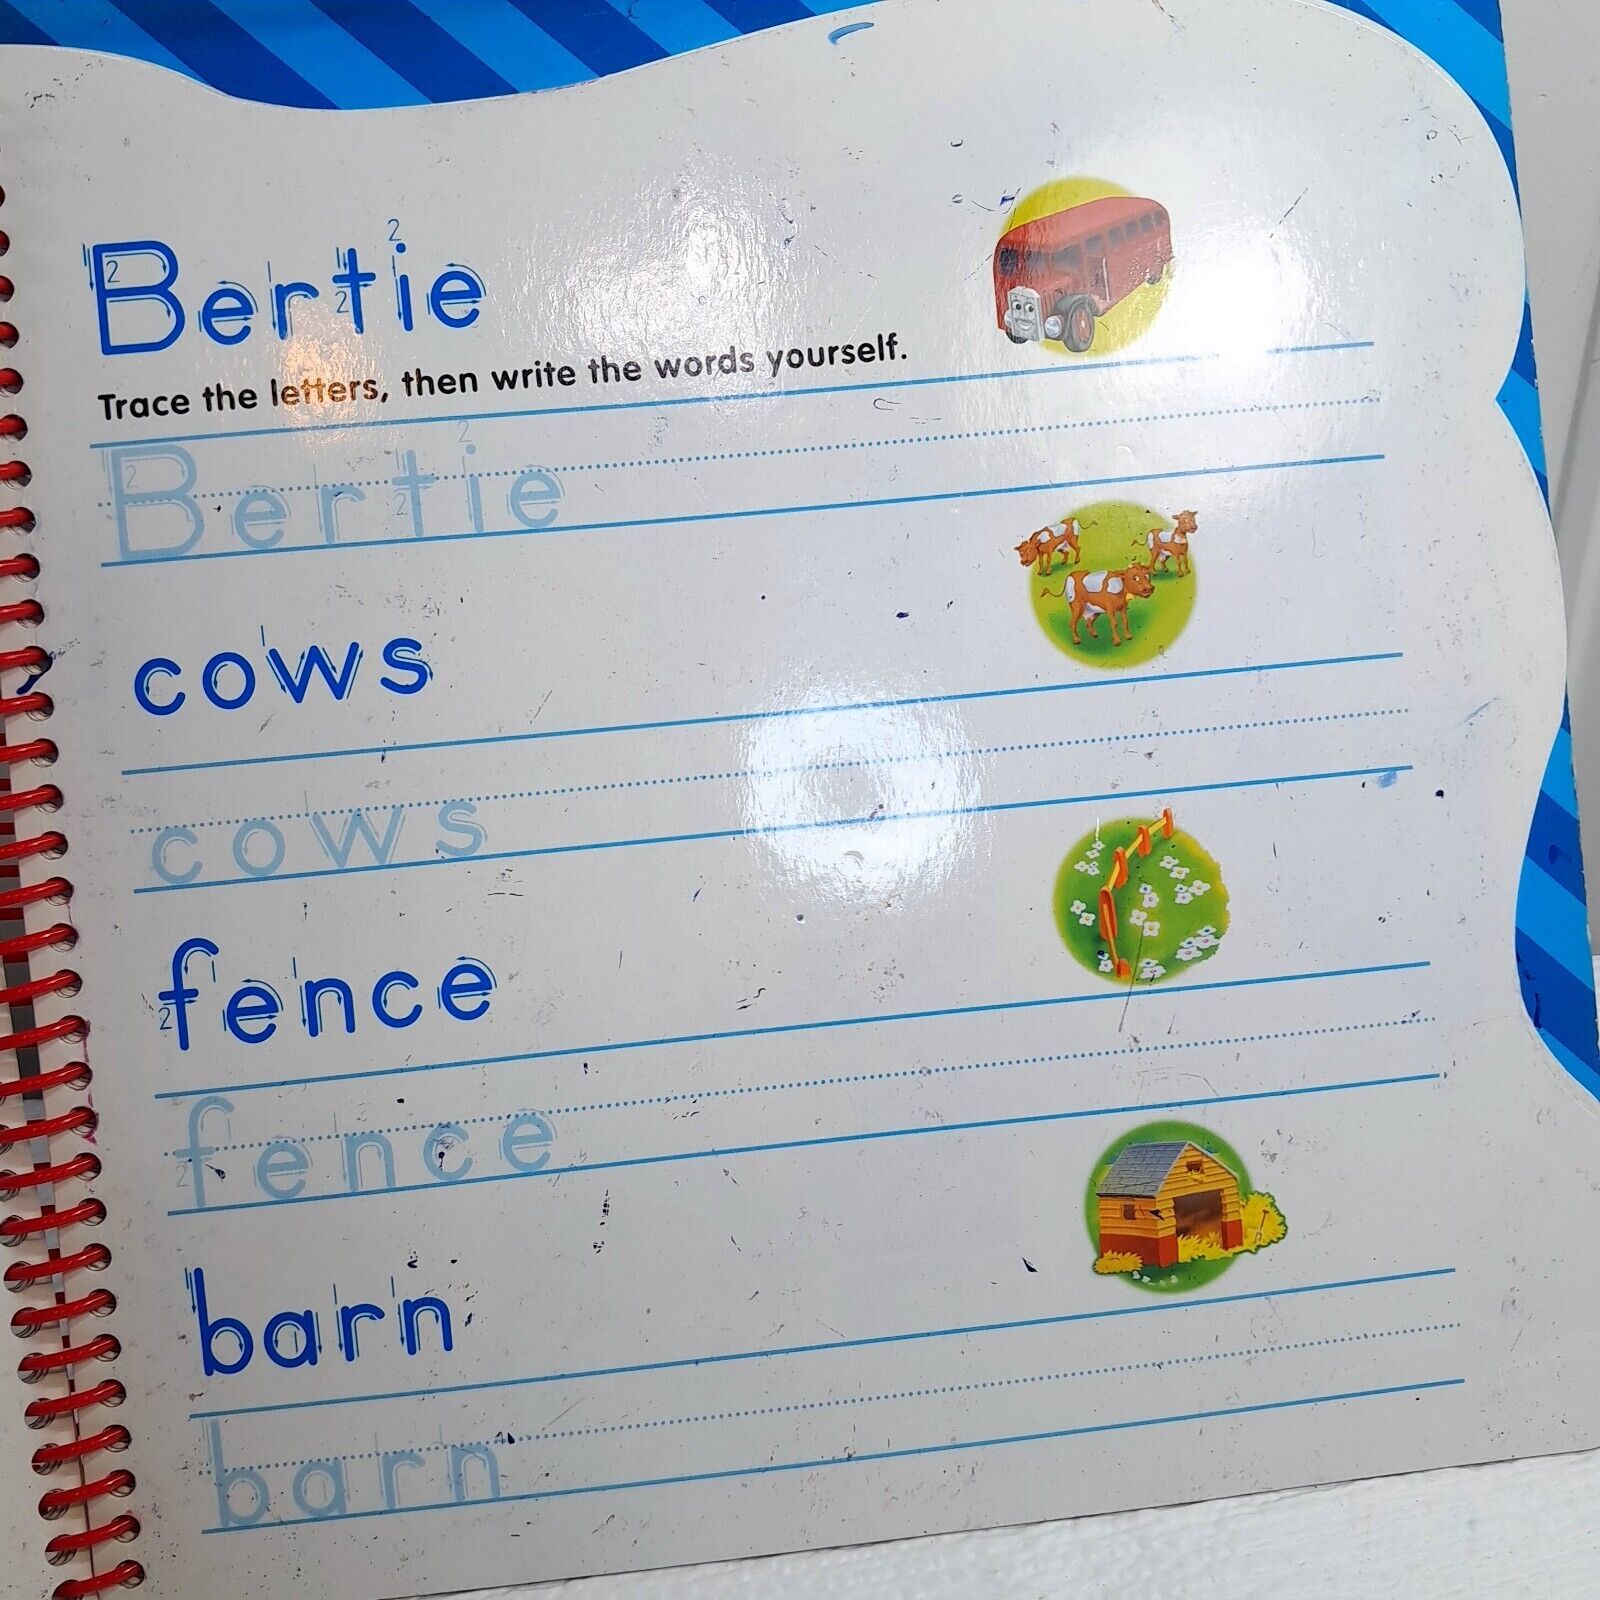 Bertie
Trace the letters, then write the words yourself.
Bertie
cows
cows
fence
fence
barn
barn